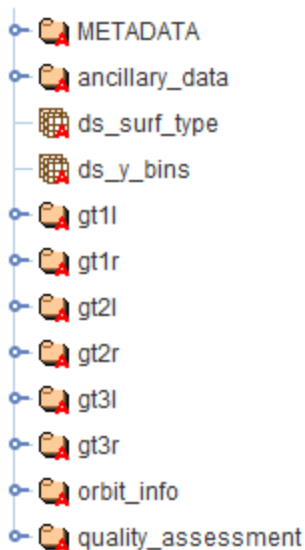 METADATA
ancillary_data
ds_surf_type
ds_y_bins
gt1l
gt1r
gt2l
gt2r
gt3l
gt3r
orbit_info
quality_assessment